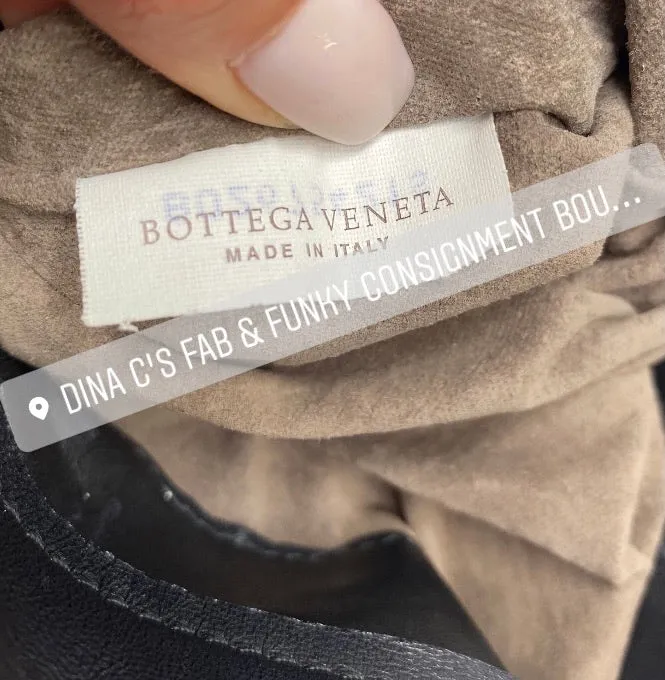 BOTTEGA VENETA
MADE IN ITALY
DINA C'S FAB & FUNKY CONSIGNMENT BOU...